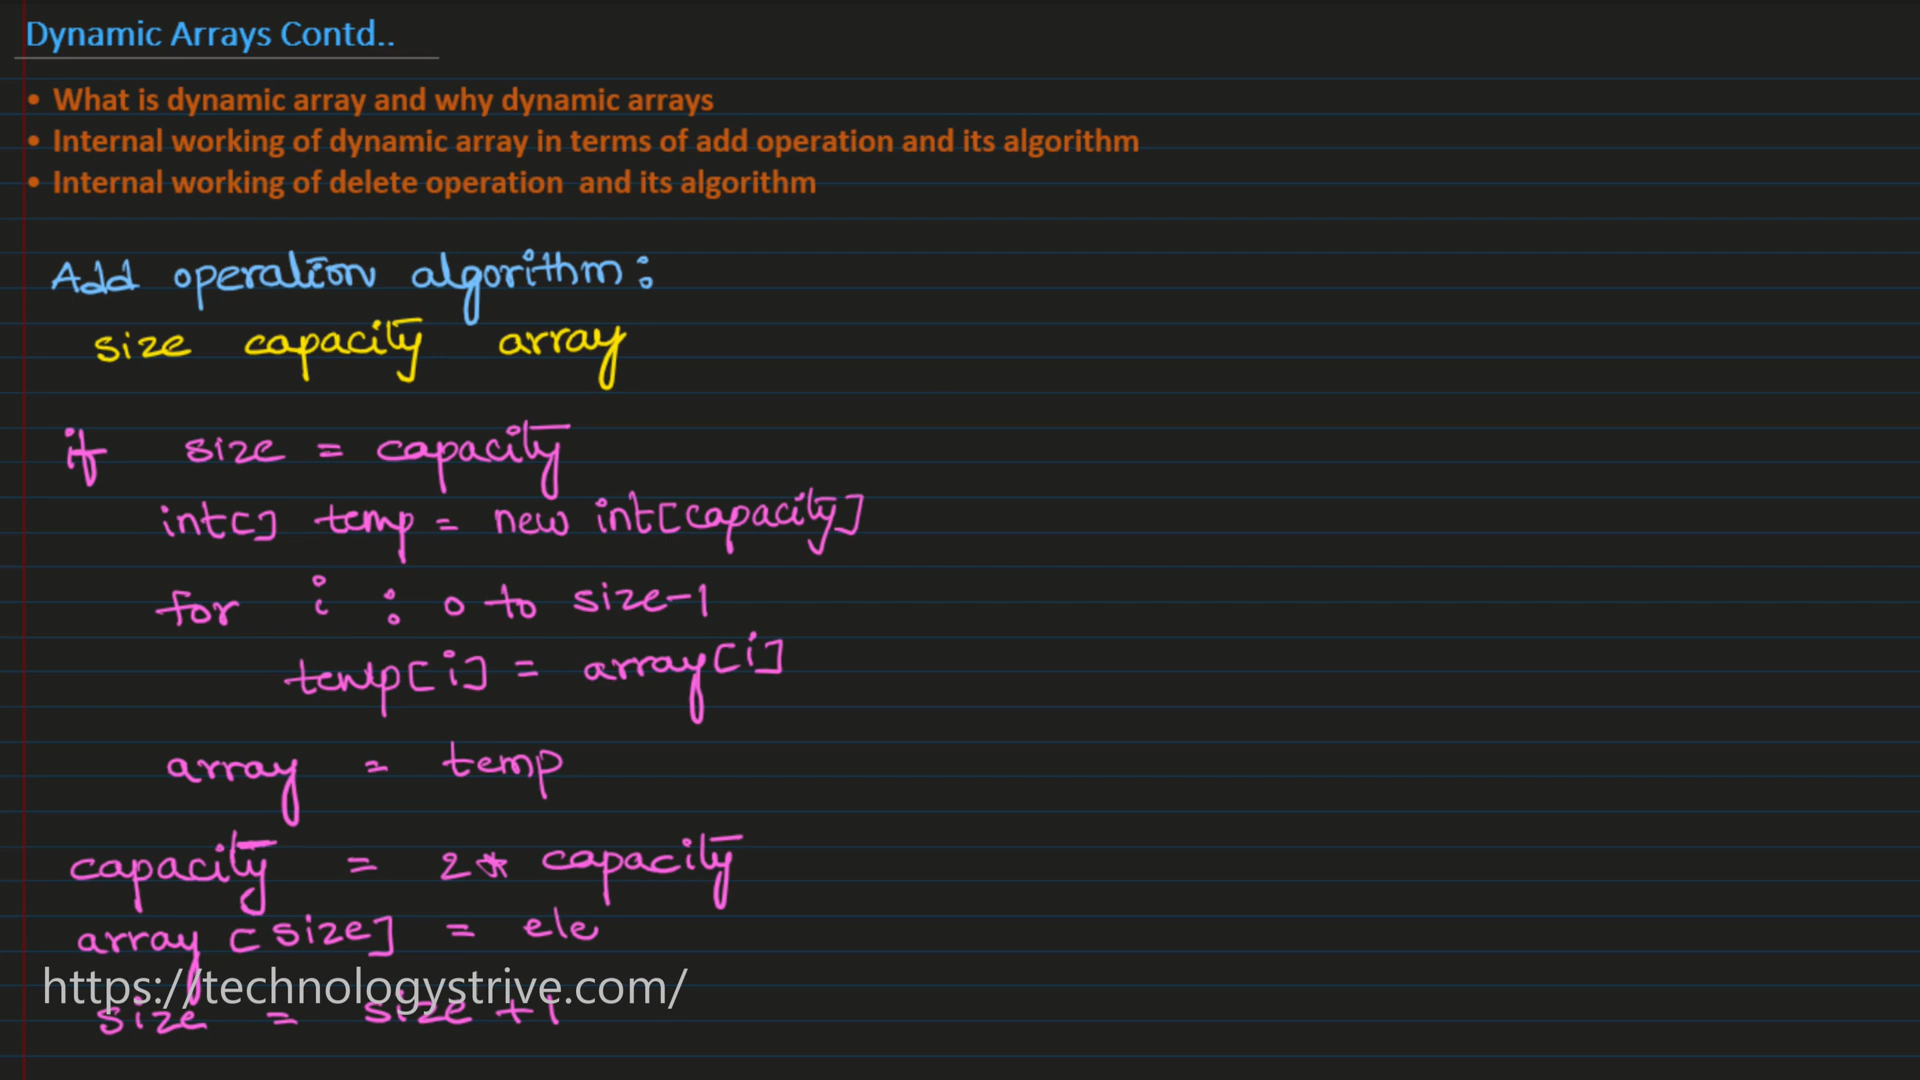 Dynamic Arrays Contd..
• What is dynamic array and why dynamic arrays
• Internal working of dynamic array in terms of add operation and its algorithm
• Internal working of delete operation and its algorithm
Add operation algorithm:
size capacity array
if size = capacity
int[] temp = new int[capacity]
for i : 0 to size-1
temp[i] = array[i]
array = temp
capacity = 2* capacity
array [size] = ele
https://technologystrive.com/
size = size +1